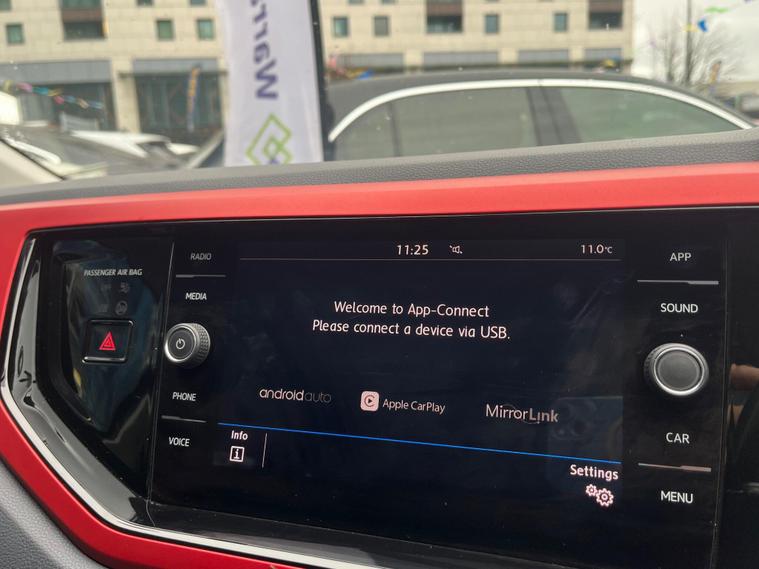 Warra
PASSENGER AIR BAG
RADIO
MEDIA
PHONE
VOICE
11:25
11.0°C
Welcome to App-Connect
Please connect a device via USB.
androidauto
Apple CarPlay
MirrorLink
Info
Settings
APP
SOUND
CAR
MENU